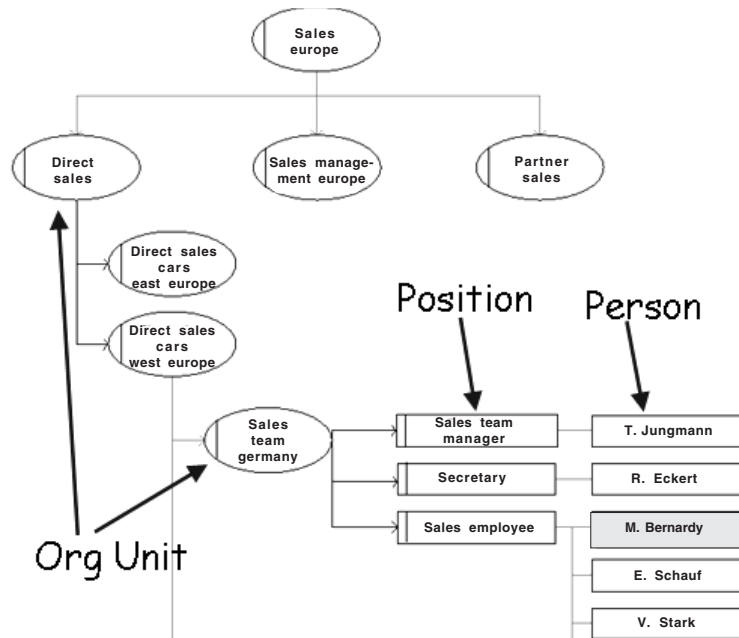 Sales
europe
Direct
sales
Sales manage-
ment europe
Partner
sales
Direct sales
cars
east europe
Direct sales
cars
west europe
Position
Person
Sales
team
germany
Sales team
manager
T. Jungmann
Secretary
R. Eckert
Sales employee
M. Bernardy
Org Unit
E. Schauf
V. Stark